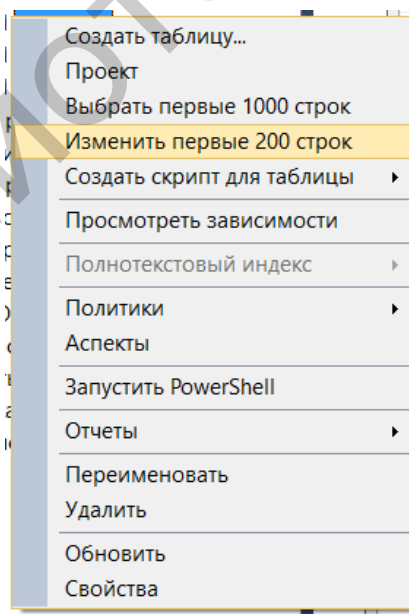 Создать таблицу...
Проект
Выбрать первые 1000 строк
Изменить первые 200 строк
Создать скрипт для таблицы
Просмотреть зависимости
Полнотекстовый индекс
Политики
Аспекты
Запустить PowerShell
Отчеты
Переименовать
Удалить
Обновить
Свойства